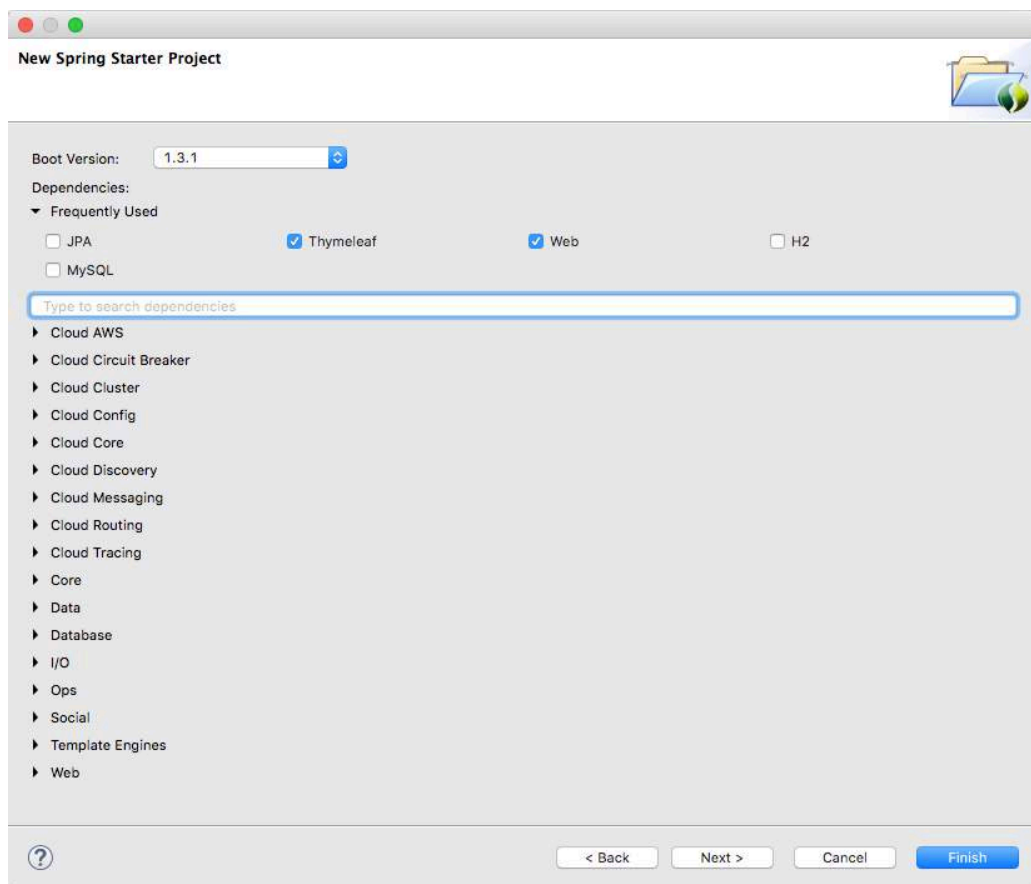 New Spring Starter Project
Boot Version: 1.3.1
Dependencies:
Frequently Used
JPA Thymeleaf Web H2
MySQL
Type to search dependencies
Cloud AWS
Cloud Circuit Breaker
Cloud Cluster
Cloud Config
Cloud Core
Cloud Discovery
Cloud Messaging
Cloud Routing
Cloud Tracing
Core
Data
Database
I/O
Ops
Social
Template Engines
Web
? < Back Next > Cancel Finish